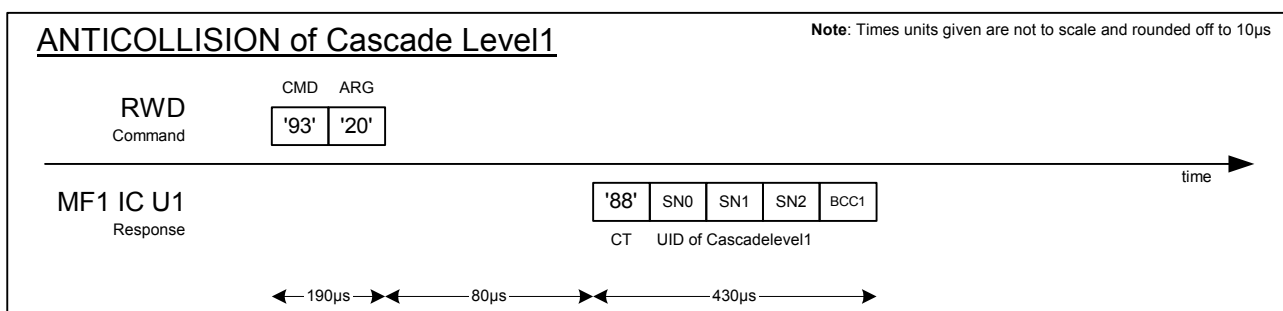 ANTICOLLISION of Cascade Level1
Note: Times units given are not to scale and rounded off to 10µs
CMD ARG
RWD
Command
'93' '20'
time
MF1 IC U1
Response
'88' SN0 SN1 SN2 BCC1
CT UID of Cascadelevel1
190µs 80µs 430µs